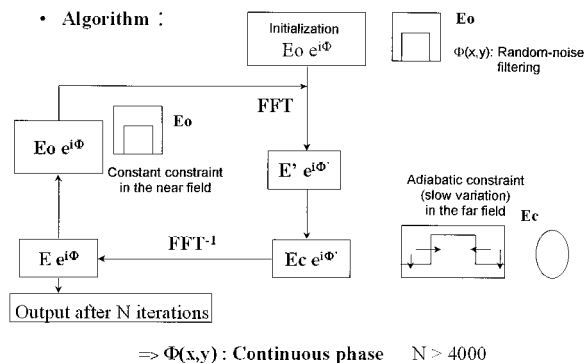 • Algorithm :
Initialization
Eo e^iΦ
Eo
Φ(x,y): Random-noise
filtering
FFT
Eo
Eo e^iΦ
Constant constraint
in the near field
E' e^iΦ'
Adiabatic constraint
(slow variation)
in the far field
Ec
E e^iΦ
FFT^-1
Ec e^iΦ'
Output after N iterations
=> Φ(x,y) : Continuous phase N > 4000